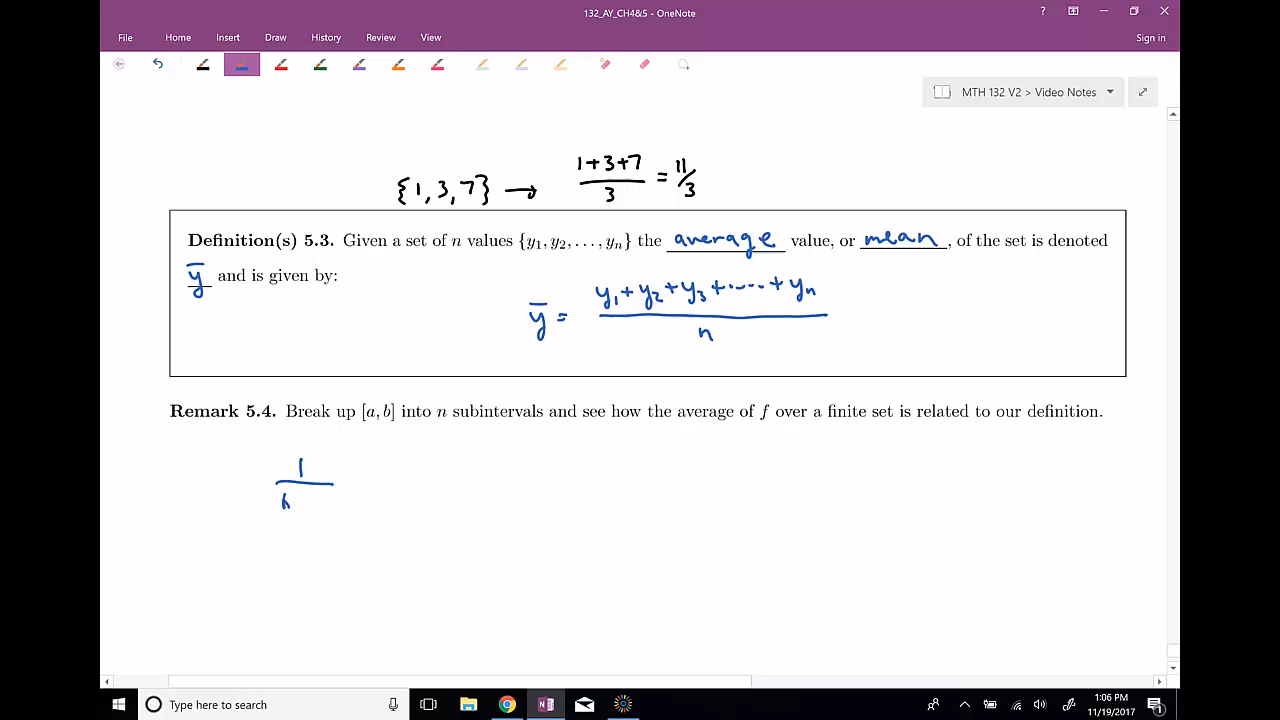 132_AY_CH4&5 - OneNote
?
File Home Insert Draw History Review View Sign in
MTH 132 V2 > Video Notes
{1, 3, 7} → 1+3+7 / 3 = 11/3
Definition(s) 5.3. Given a set of n values {y₁, y₂, . . . , yₙ} the average value, or mean, of the set is denoted
ȳ and is given by:
ȳ = y₁ + y₂ + y₃ + ····· + yₙ / n
Remark 5.4. Break up [a, b] into n subintervals and see how the average of f over a finite set is related to our definition.
1
Type here to search
1:06 PM
11/19/2017
1